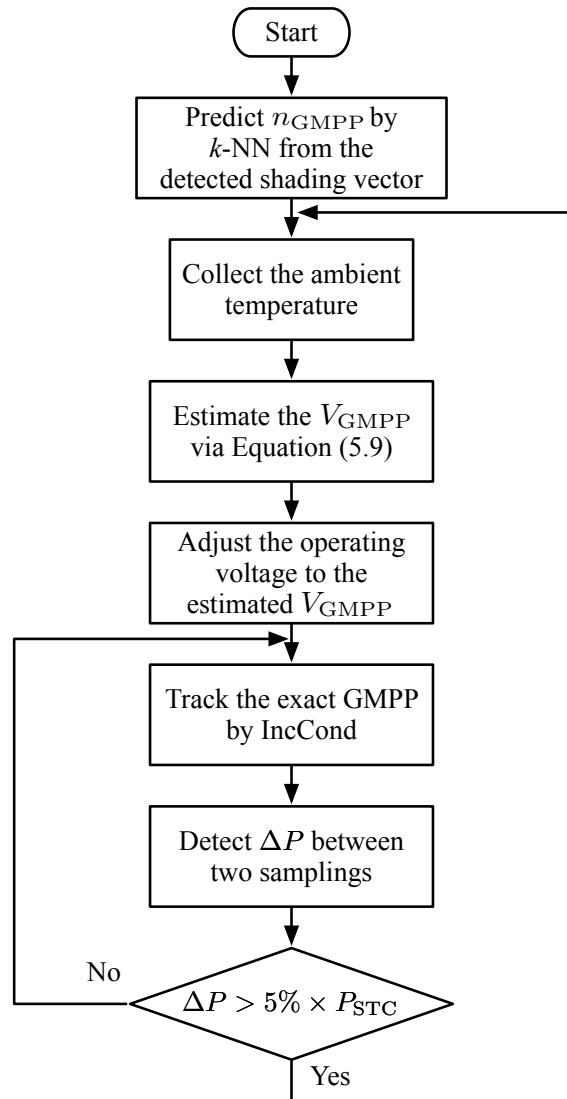 Start
Predict n_GMPP by
k-NN from the
detected shading vector
Collect the ambient
temperature
Estimate the V_GMPP
via Equation (5.9)
Adjust the operating
voltage to the
estimated V_GMPP
Track the exact GMPP
by IncCond
Detect ΔP between
two samplings
No
ΔP > 5% × P_STC
Yes